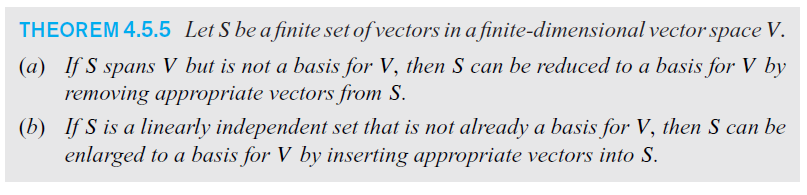 THEOREM 4.5.5 Let S be a finite set of vectors in a finite-dimensional vector space V.
(a) If S spans V but is not a basis for V, then S can be reduced to a basis for V by
removing appropriate vectors from S.
(b) If S is a linearly independent set that is not already a basis for V, then S can be
enlarged to a basis for V by inserting appropriate vectors into S.